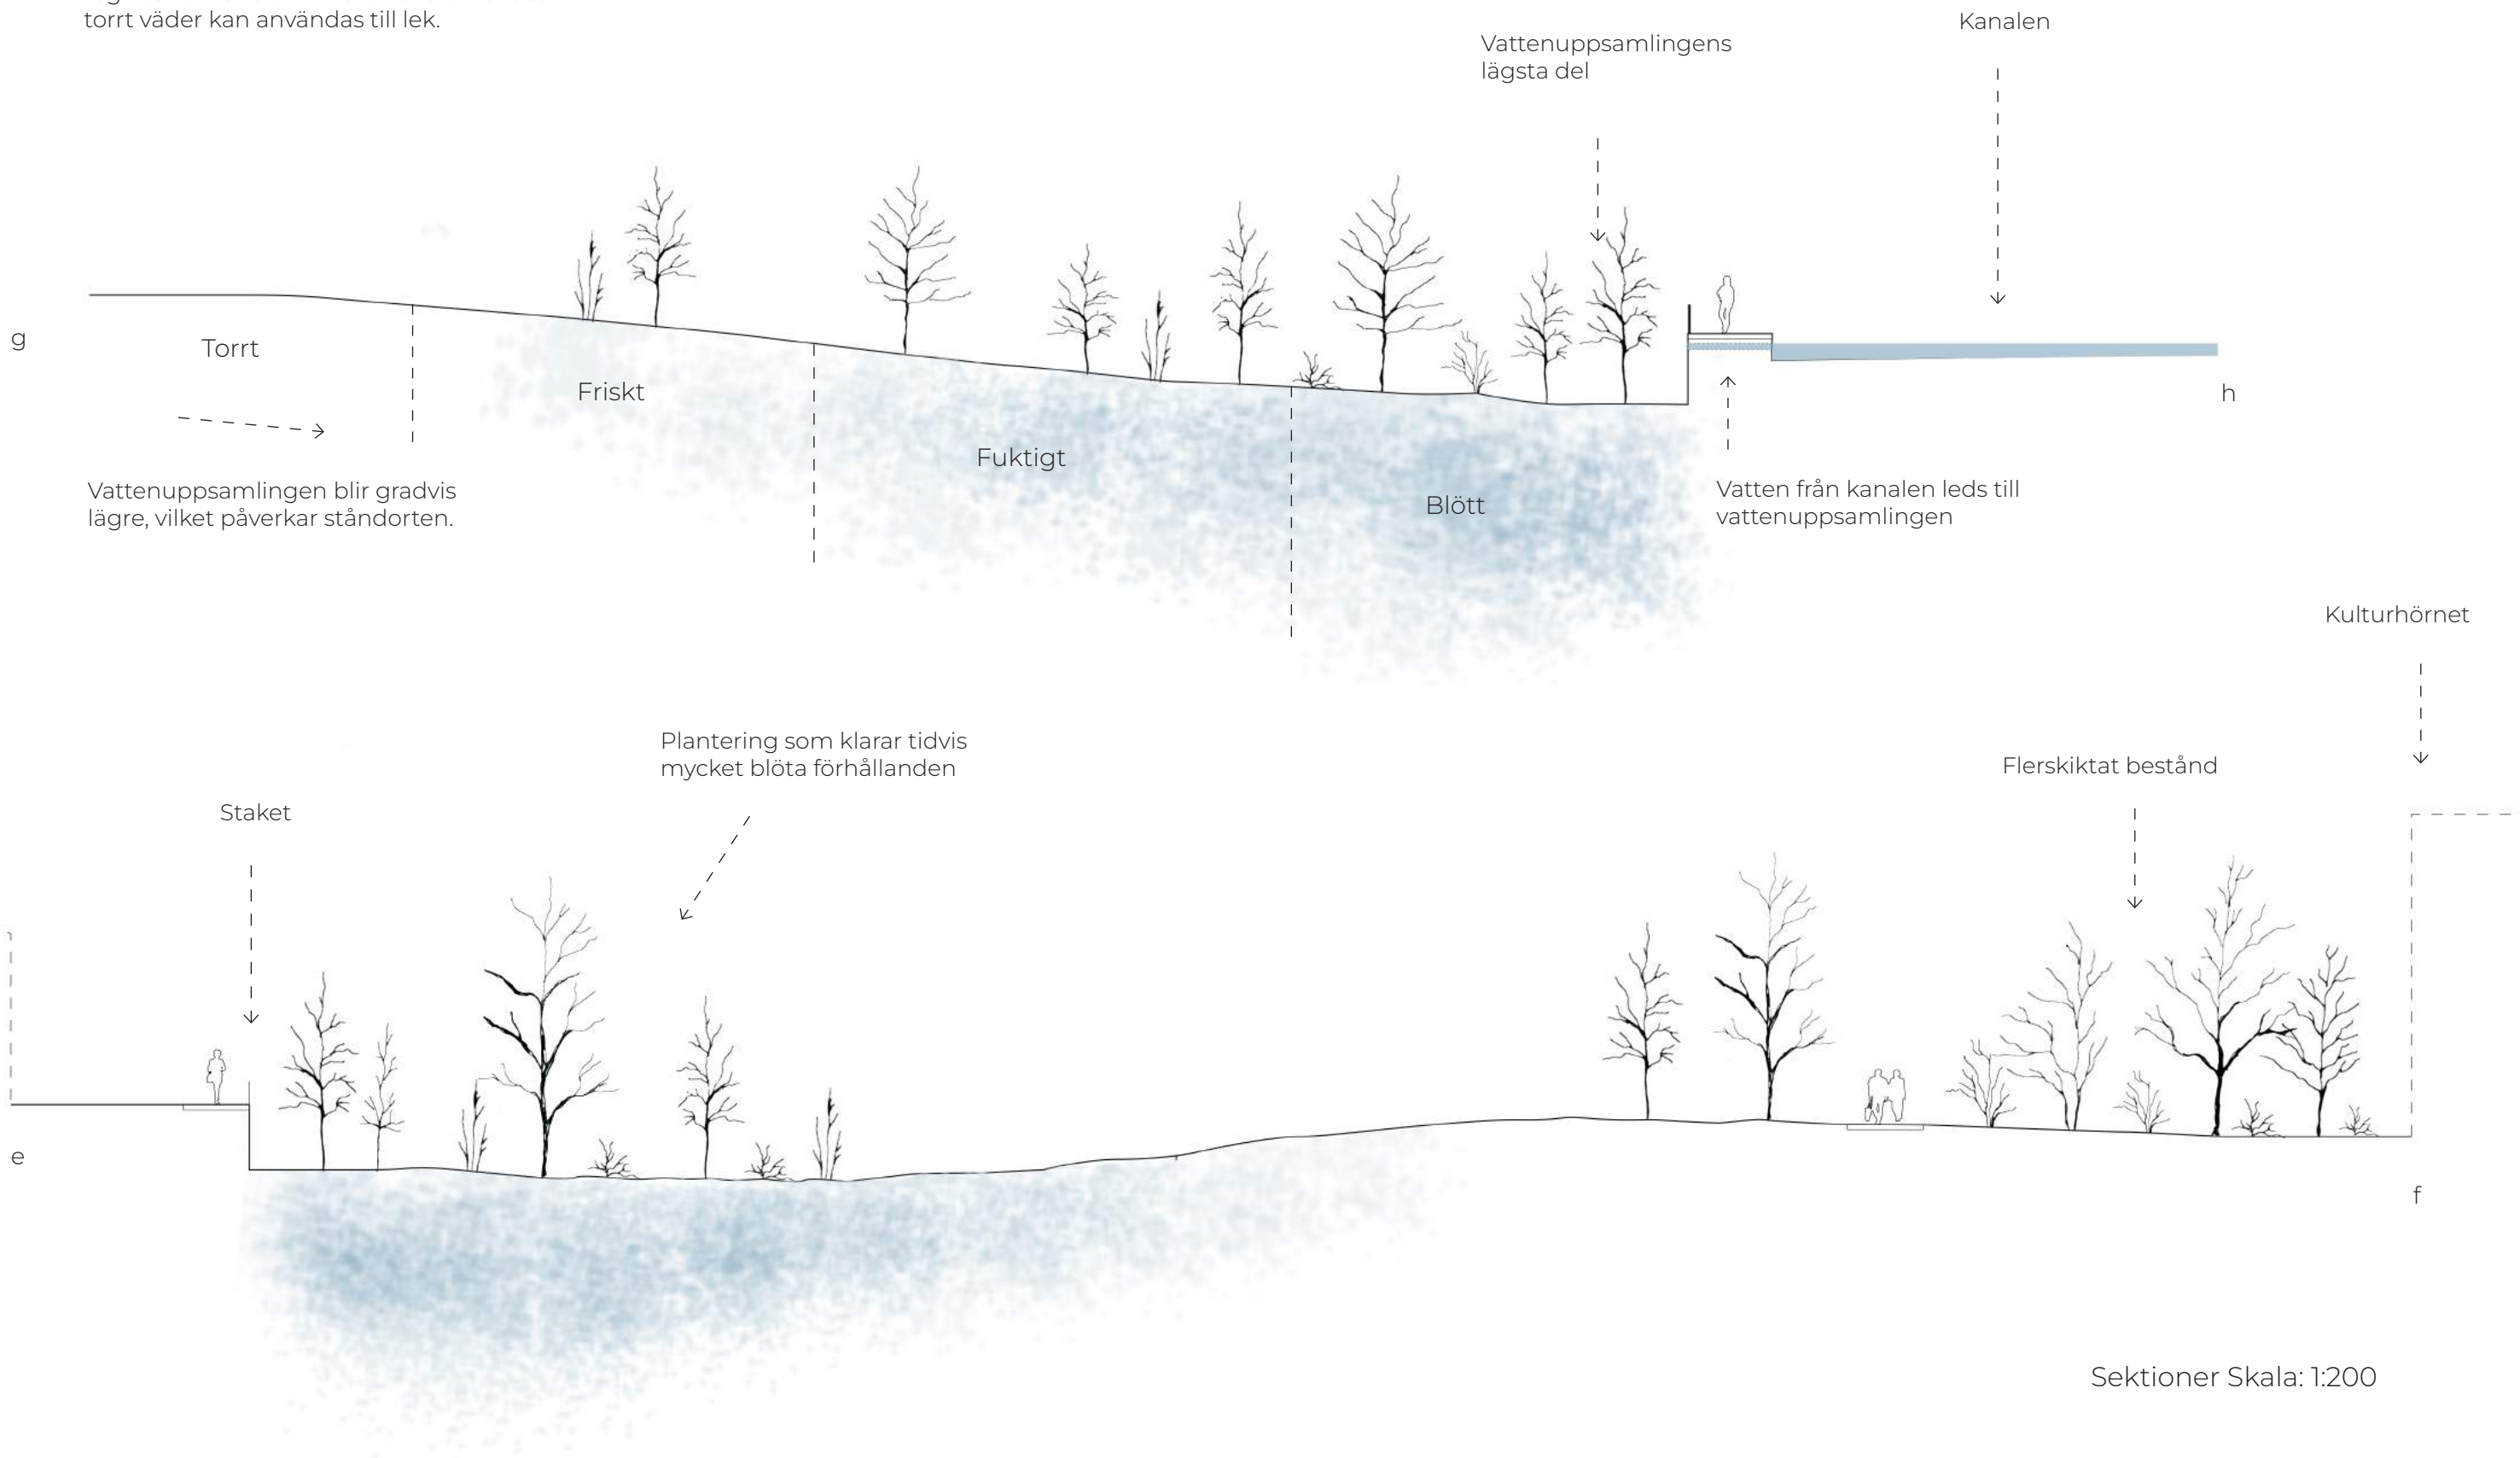 torrt väder kan användas till lek.
Kanalen
Vattenuppsamlingens
lägsta del
g
Torrt
Friskt
h
Fuktigt
Vattenuppsamlingen blir gradvis
lägre, vilket påverkar ståndorten.
Blött
Vatten från kanalen leds till
vattenuppsamlingen
Kulturhörnet
Plantering som klarar tidvis
mycket blöta förhållanden
Flerskiktat bestånd
Staket
e
f
Sektioner Skala: 1:200